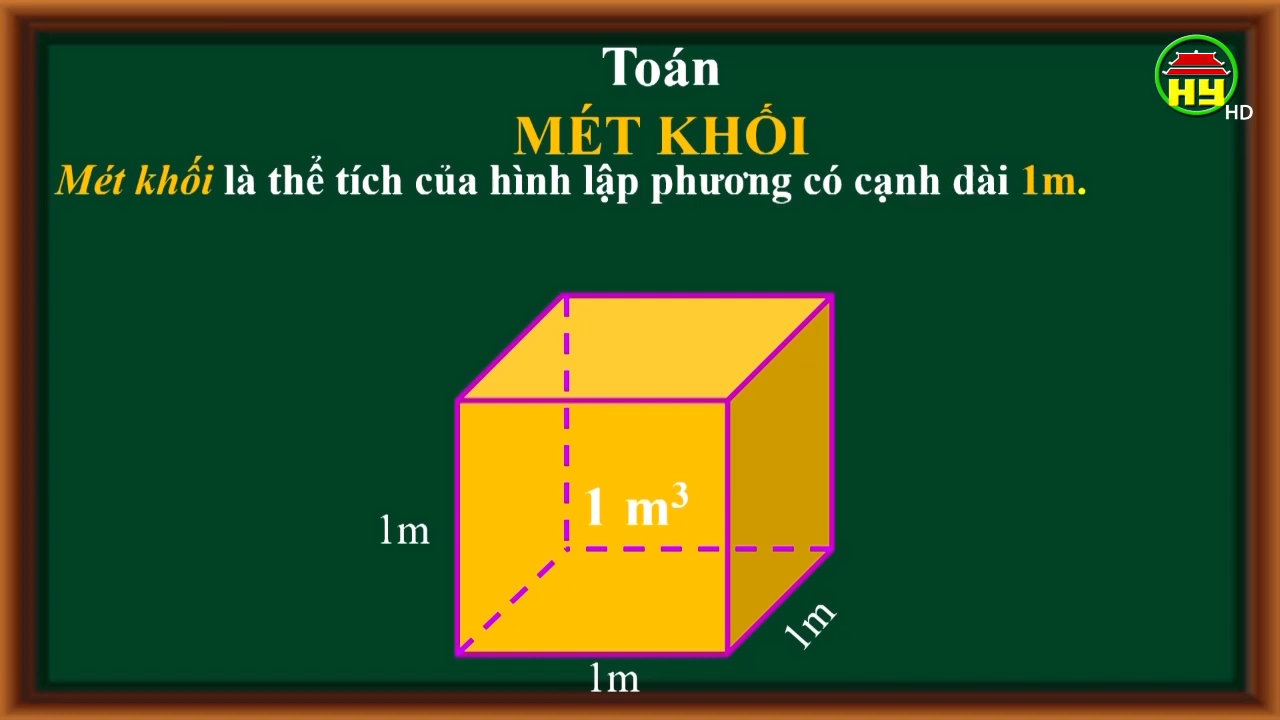 Toán
MÉT KHỐI
Mét khối là thể tích của hình lập phương có cạnh dài 1m.
1 m³
1m
1m
1m
HY
HD